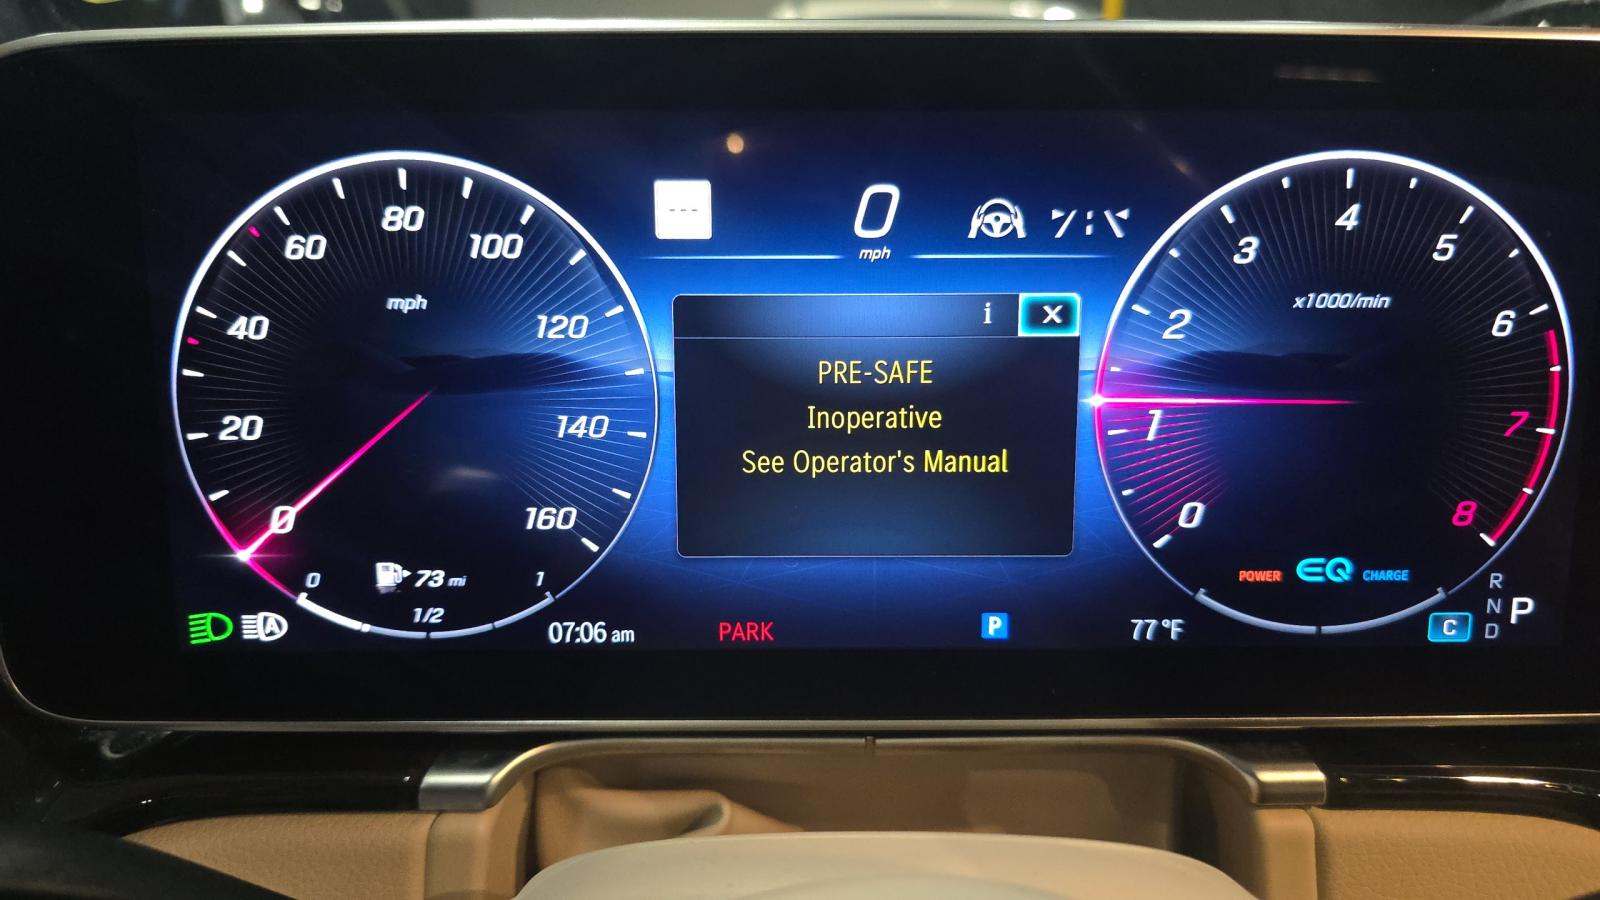 80
60
100
40
mph
120
20
140
0
160
0
73 mi
1
1/2
07:06 am
---
0
mph
i X
PRE-SAFE
Inoperative
See Operator's Manual
PARK
P
77°F
4
3
5
x1000/min
2
6
1
7
0
8
POWER EQ CHARGE
R
N P
C D